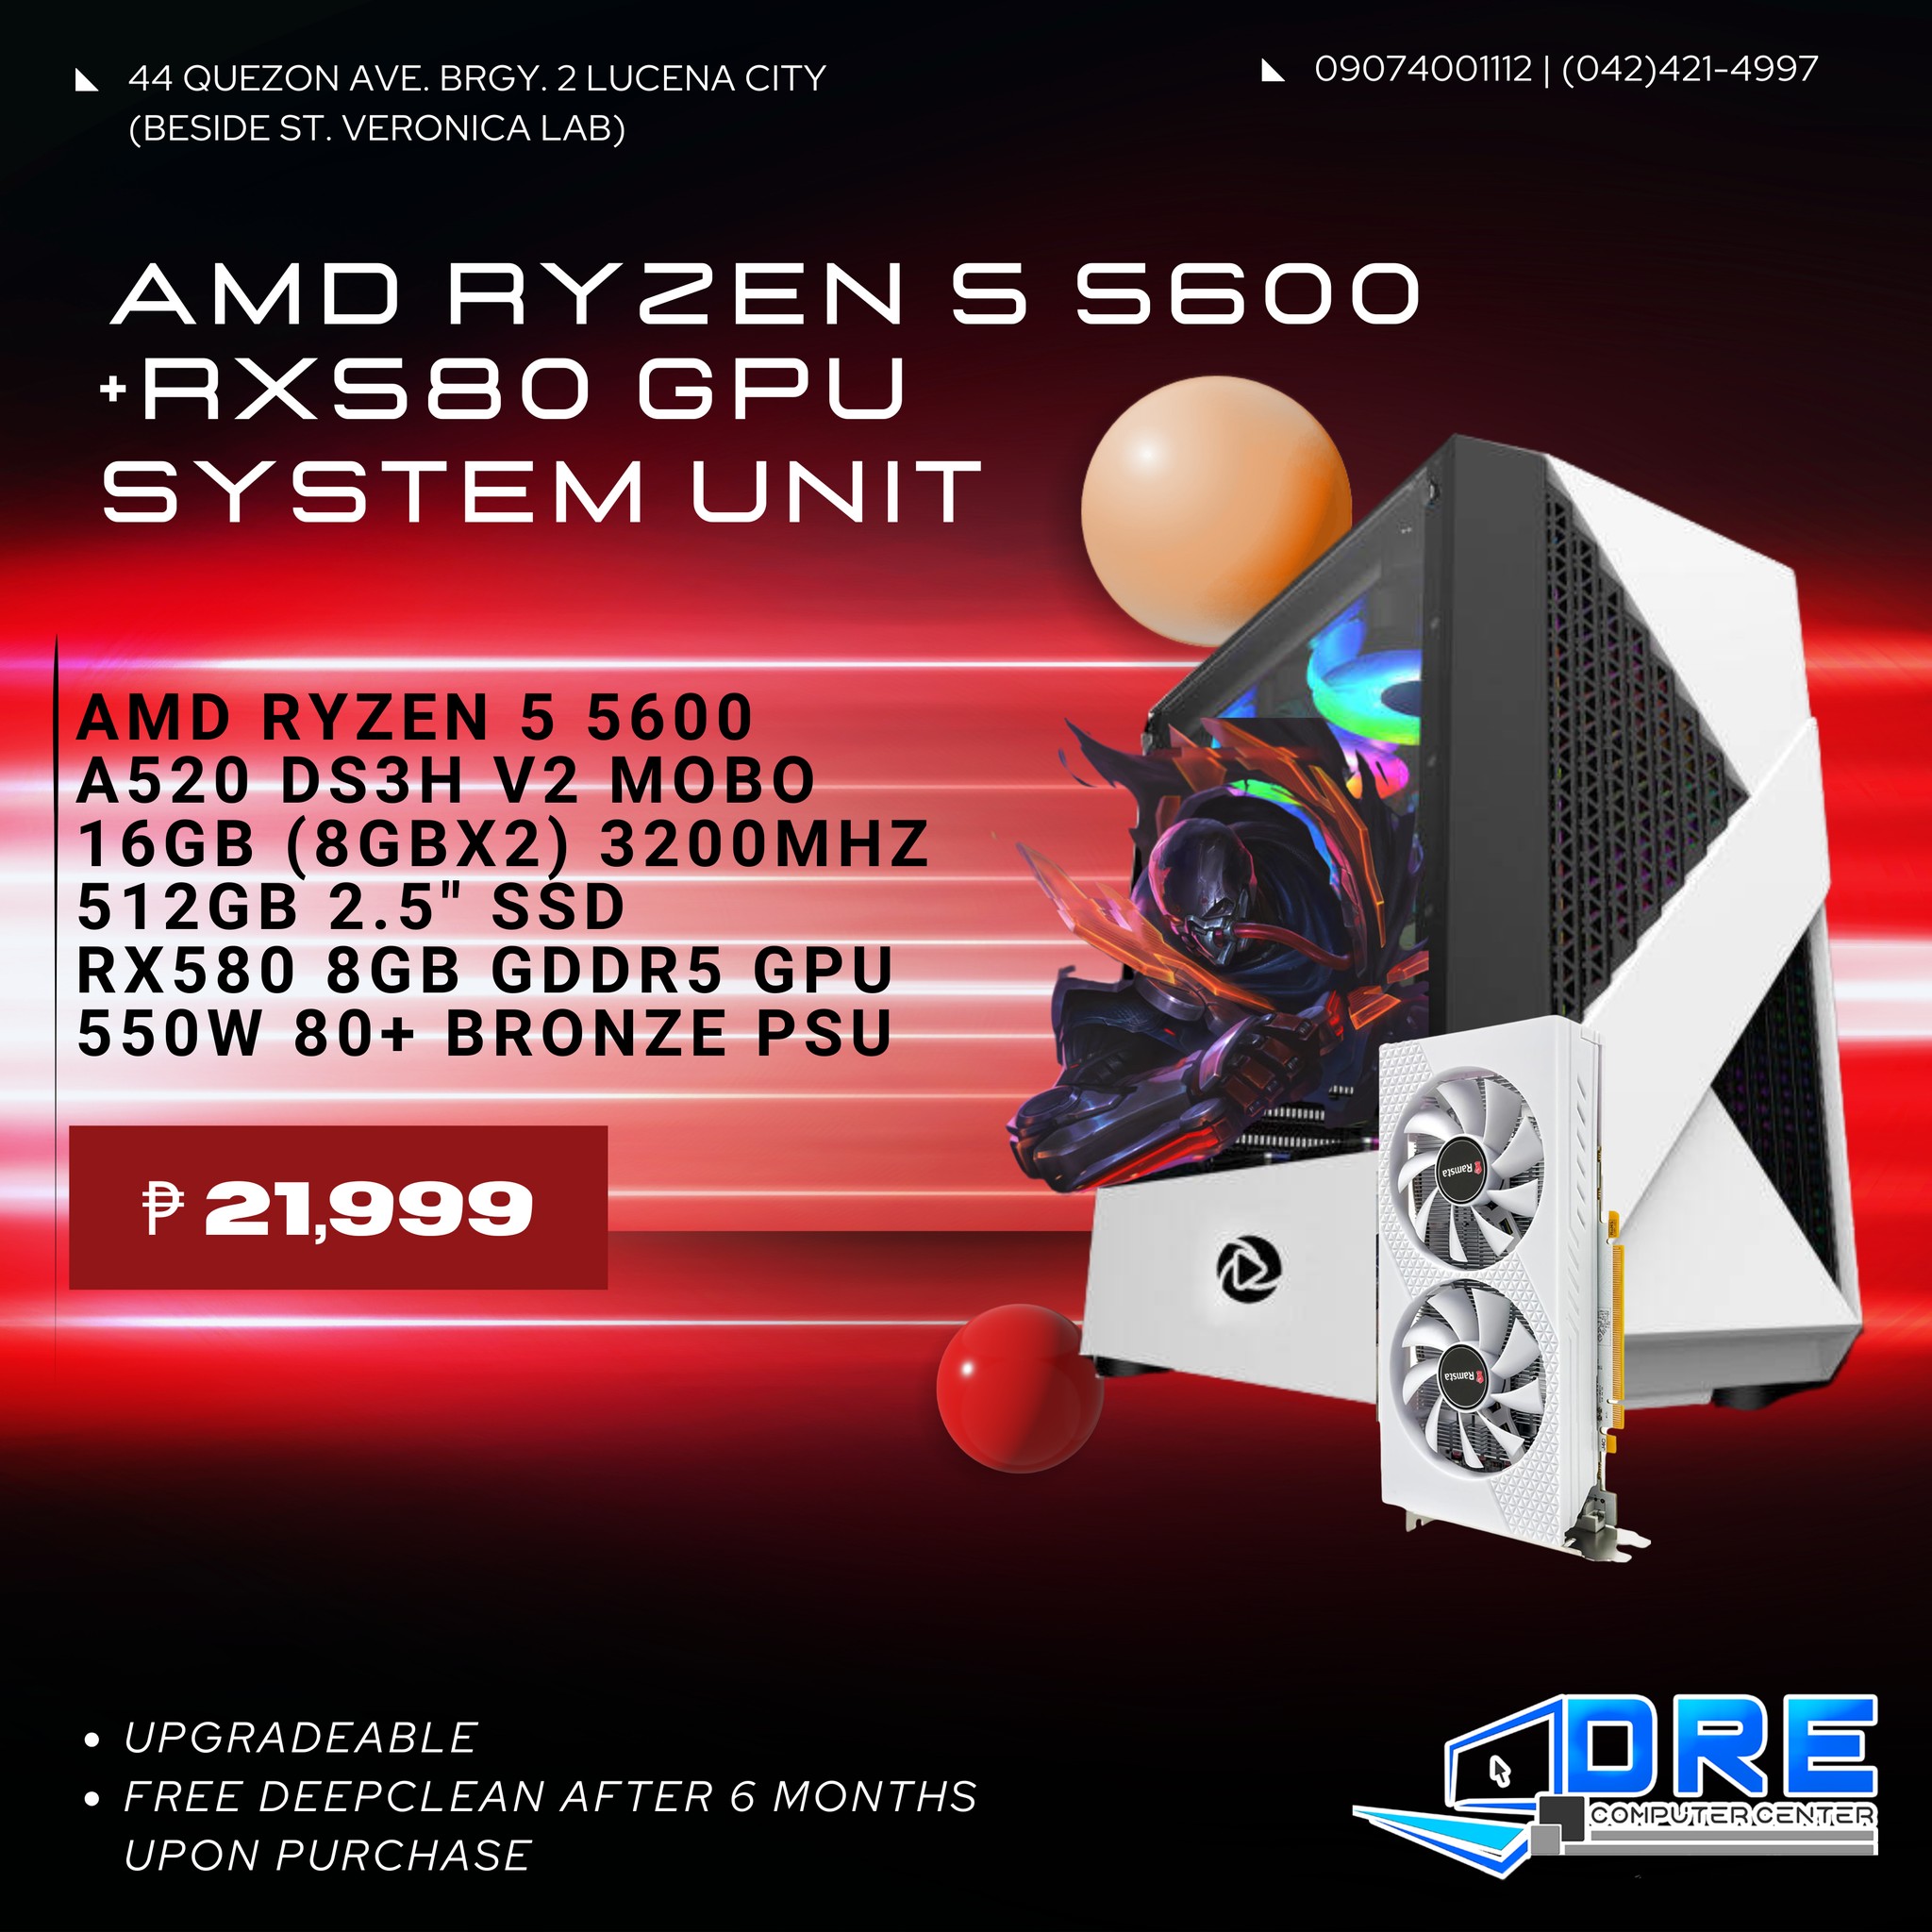 44 QUEZON AVE. BRGY. 2 LUCENA CITY
(BESIDE ST. VERONICA LAB)
09074001112 | (042)421-4997
AMD RYZEN 5 5600
+RX580 GPU
SYSTEM UNIT
AMD RYZEN 5 5600
A520 DS3H V2 MOBO
16GB (8GBX2) 3200MHZ
512GB 2.5" SSD
RX580 8GB GDDR5 GPU
550W 80+ BRONZE PSU
₱ 21,999
Ramsta
Ramsta
• UPGRADEABLE
• FREE DEEPCLEAN AFTER 6 MONTHS
UPON PURCHASE
DRE
COMPUTER CENTER